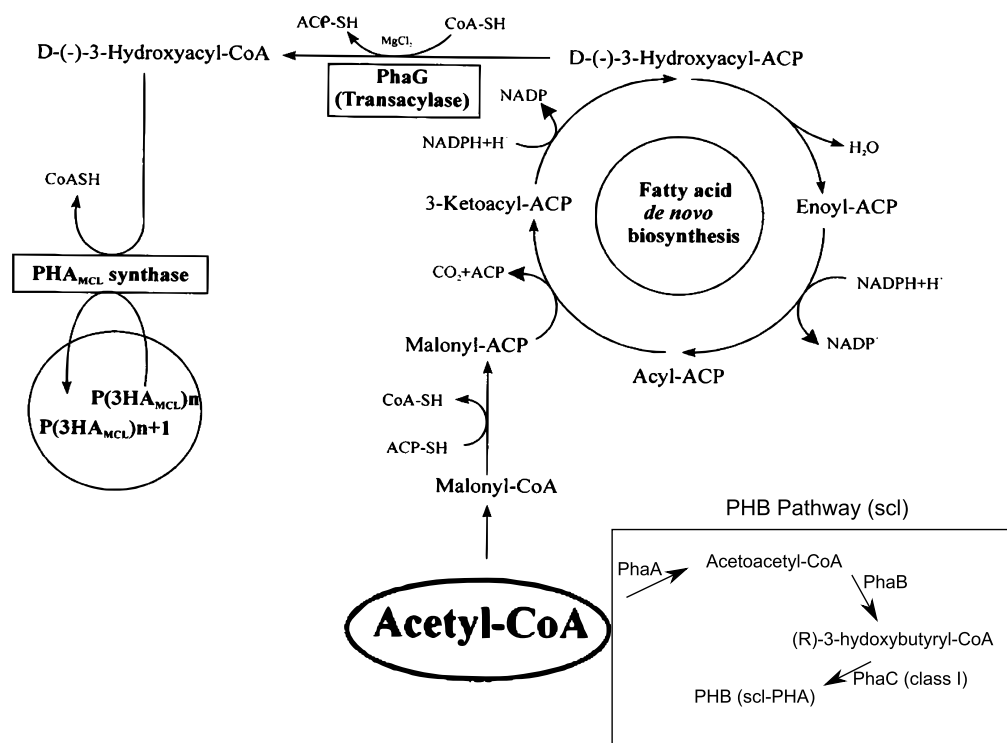 ACP-SH
CoA-SH
MgCl₂
D-(-)-3-Hydroxyacyl-CoA
D-(-)-3-Hydroxyacyl-ACP
PhaG
(Transacylase)
NADP
NADPH+H⁺
H₂O
CoASH
3-Ketoacyl-ACP
Fatty acid
de novo
biosynthesis
Enoyl-ACP
PHA_MCL synthase
CO₂+ACP
NADPH+H⁺
Malonyl-ACP
NADP⁺
Acyl-ACP
P(3HA_MCL)n
P(3HA_MCL)n+1
CoA-SH
ACP-SH
Malonyl-CoA
PHB Pathway (scl)
PhaA
Acetoacetyl-CoA
PhaB
Acetyl-CoA
(R)-3-hydoxybutyryl-CoA
PhaC (class I)
PHB (scl-PHA)